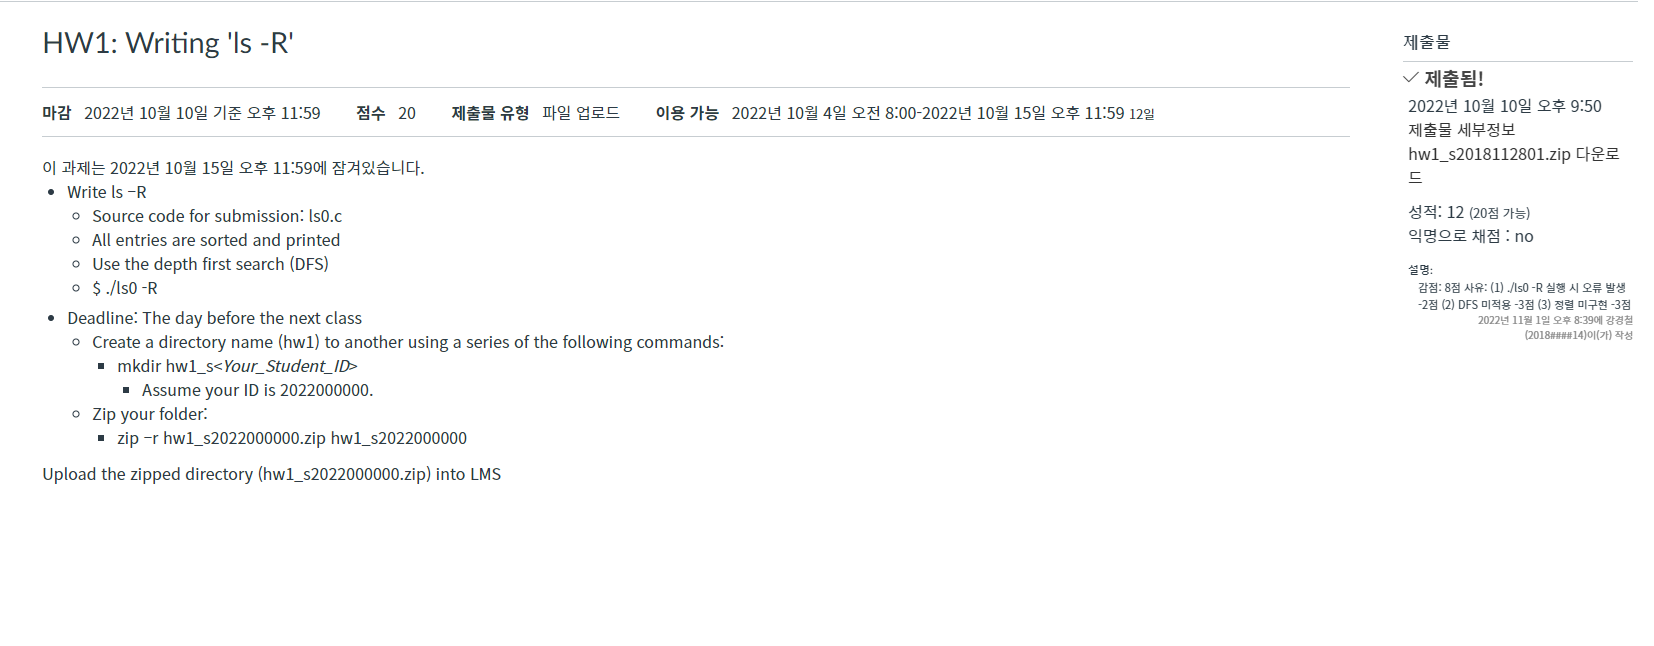 HW1: Writing 'ls -R'
마감 2022년 10월 10일 기준 오후 11:59 점수 20 제출물 유형 파일 업로드 이용 가능 2022년 10월 4일 오전 8:00-2022년 10월 15일 오후 11:59 12일
이 과제는 2022년 10월 15일 오후 11:59에 잠겨있습니다.
• Write ls –R
◦ Source code for submission: ls0.c
◦ All entries are sorted and printed
◦ Use the depth first search (DFS)
◦ $ ./ls0 -R
• Deadline: The day before the next class
◦ Create a directory name (hw1) to another using a series of the following commands:
▪ mkdir hw1_s<Your_Student_ID>
▪ Assume your ID is 2022000000.
◦ Zip your folder:
▪ zip –r hw1_s2022000000.zip hw1_s2022000000
Upload the zipped directory (hw1_s2022000000.zip) into LMS
제출물
✓ 제출됨!
2022년 10월 10일 오후 9:50
제출물 세부정보
hw1_s2018112801.zip 다운로
드
성적: 12 (20점 가능)
익명으로 채점 : no
설명:
감점: 8점 사유: (1) ./ls0 -R 실행 시 오류 발생
-2점 (2) DFS 미적용 -3점 (3) 정렬 미구현 -3점
2022년 11월 1일 오후 8:39에 강경철
(2018####14)이(가) 작성